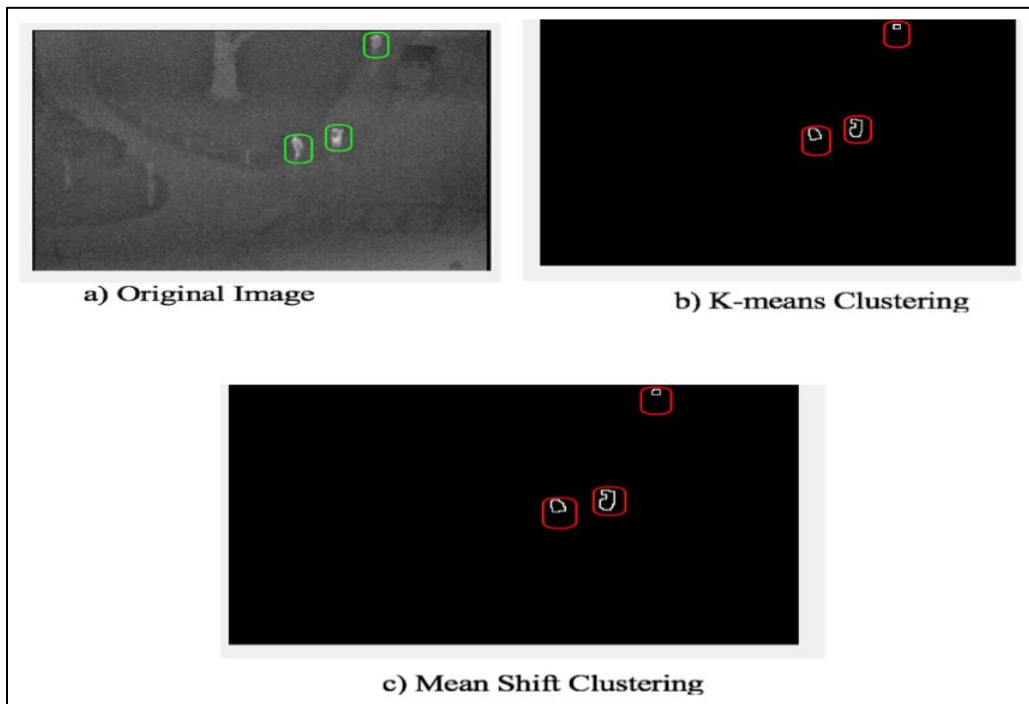 a) Original Image
b) K-means Clustering
c) Mean Shift Clustering